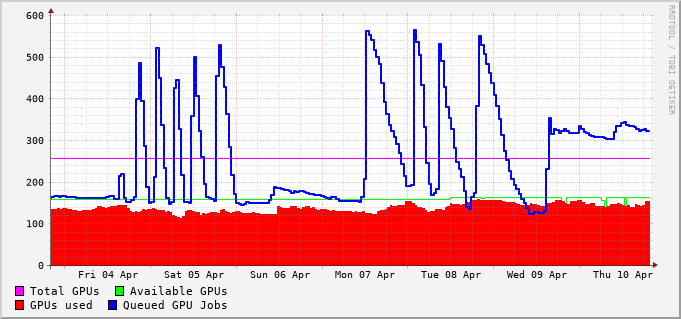 600
500
400
300
200
100
0
Fri 04 Apr Sat 05 Apr Sun 06 Apr Mon 07 Apr Tue 08 Apr Wed 09 Apr Thu 10 Apr
Total GPUs Available GPUs
GPUs used Queued GPU Jobs
RRDTOOL / TOBI OETIKER